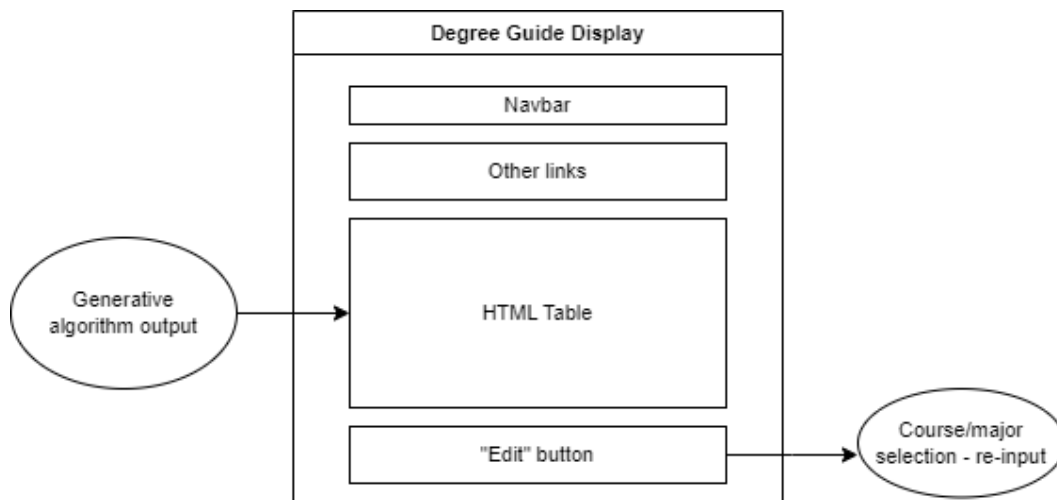 Degree Guide Display
Navbar
Other links
Generative
algorithm output
HTML Table
"Edit" button
Course/major
selection - re-input